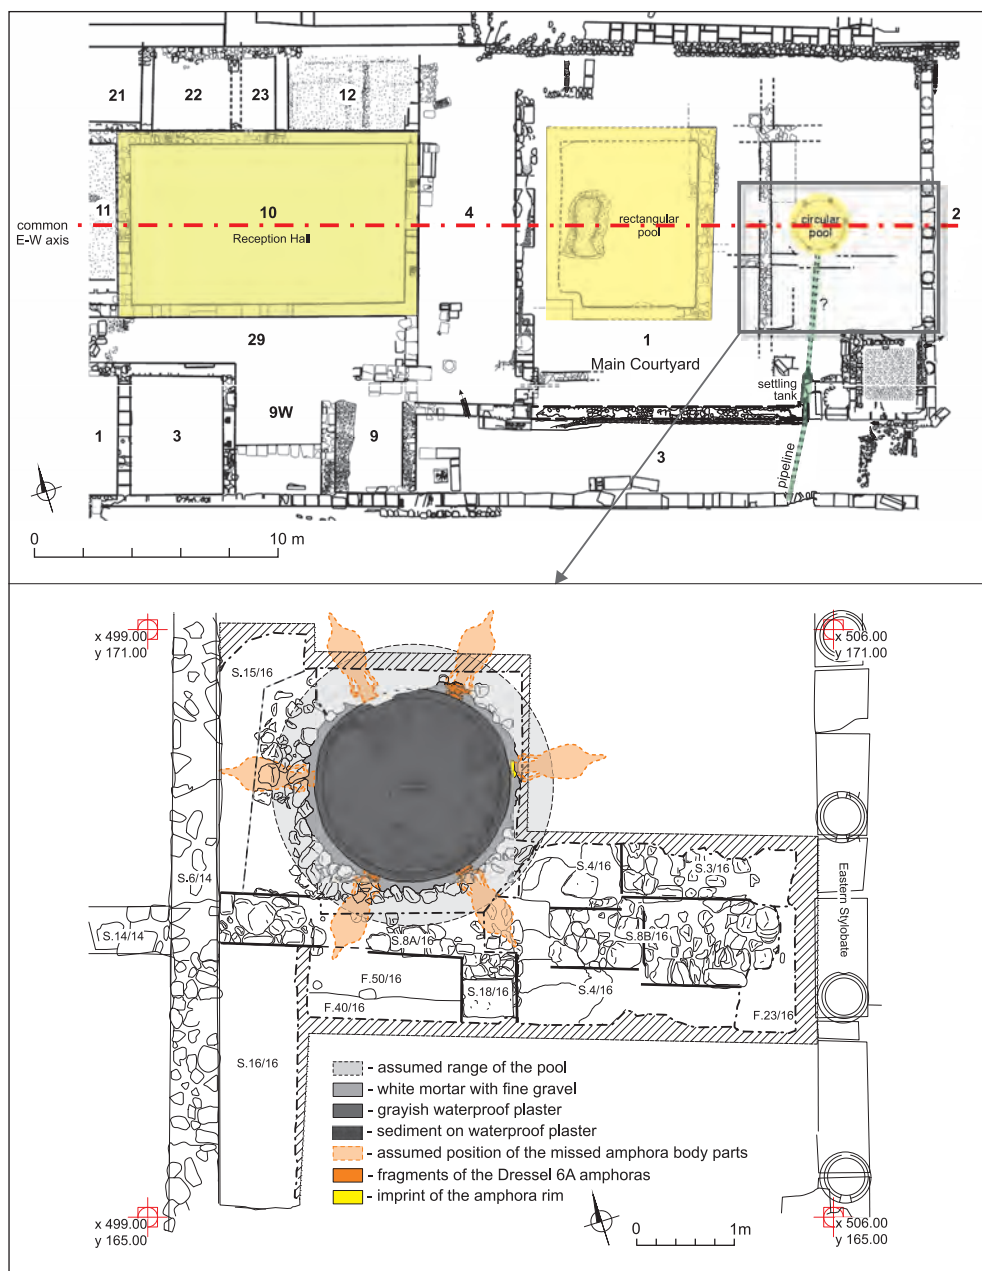 21
22
23
12
11
10
Reception Hall
4
rectangular
pool
circular
pool
2
common
E-W axis
?
29
1
Main Courtyard
settling
tank
9W
1
3
9
3
pipeline
0
10 m
x 499.00
y 171.00
x 506.00
y 171.00
S.15/16
S.6/14
S.4/16
S.3/16
Eastern Stylobate
S.14/14
S.8A/16
S.8B/16
F.50/16
S.18/16
S.4/16
F.40/16
F.23/16
S.16/16
- assumed range of the pool
- white mortar with fine gravel
- grayish waterproof plaster
- sediment on waterproof plaster
- assumed position of the missed amphora body parts
- fragments of the Dressel 6A amphoras
- imprint of the amphora rim
x 499.00
y 165.00
0
1m
x 506.00
y 165.00